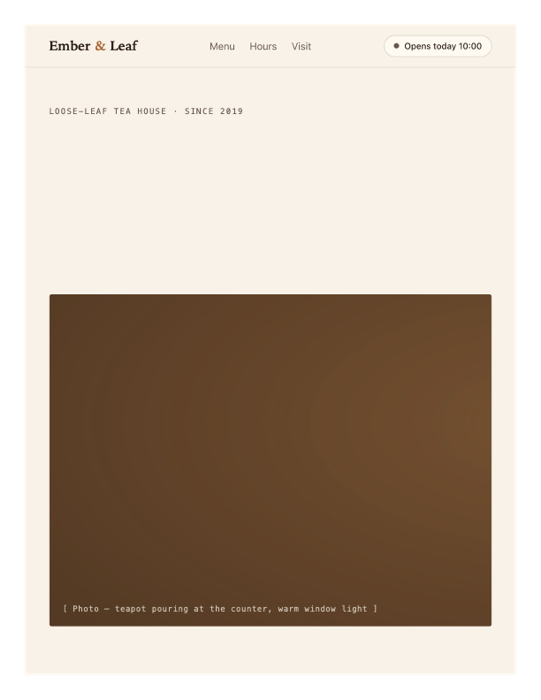 Ember & Leaf
Menu Hours Visit
Opens today 10:00
LOOSE-LEAF TEA HOUSE · SINCE 2019
[ Photo — teapot pouring at the counter, warm window light ]